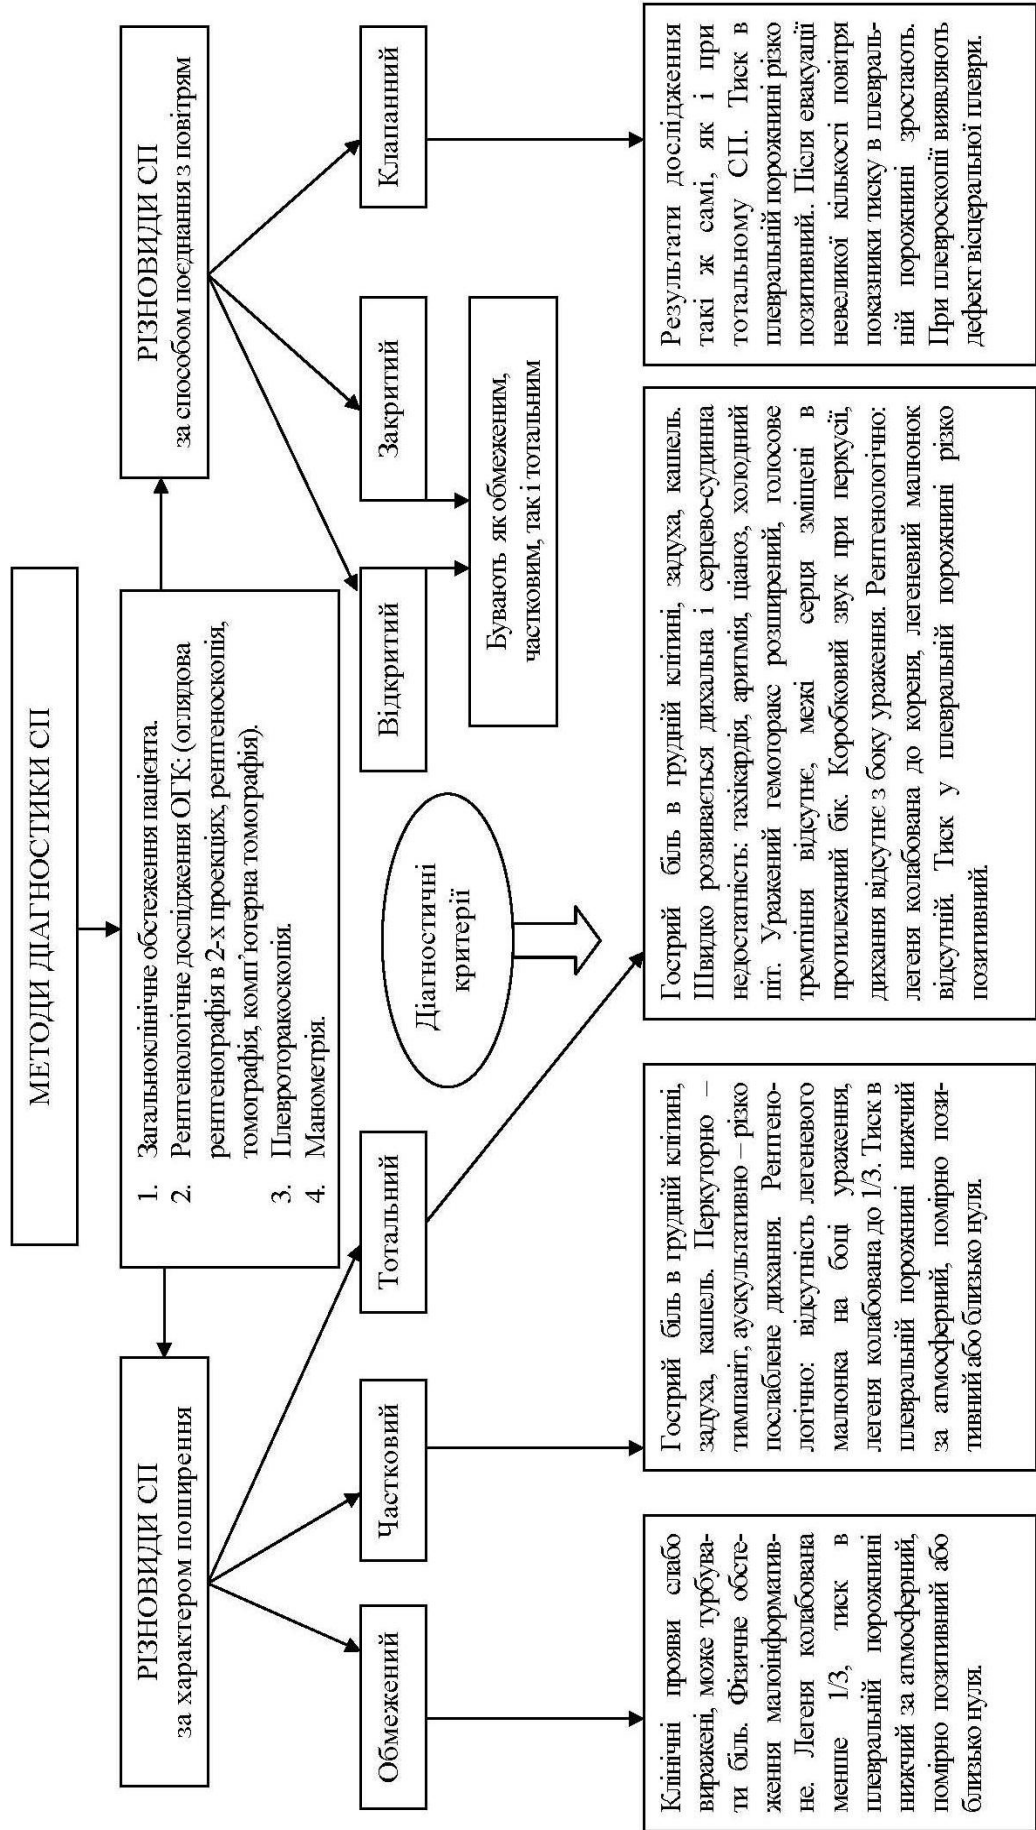 МЕТОДИ ДІАГНОСТИКИ СП
1. Загальноклінічне обстеження пацієнта.
2. Рентгенологічне дослідження ОГК: (оглядова
рентгенографія в 2-х проекціях, рентгеноскопія,
томографія, комп’ютерна томографія).
3. Плевроторакоскопія.
4. Манометрія.
РІЗНОВИДИ СП
за характером поширення
РІЗНОВИДИ СП
за способом поєднання з повітрям
Обмежений
Частковий
Тотальний
Відкритий
Закритий
Клапанний
Діагностичні
критерії
Бувають як обмеженим,
частковим, так і тотальним
Клінічні прояви слабо
виражені, може турбува-
ти біль. Фізичне обсте-
ження малоінформатив-
не. Легеня колабована
менше 1/3, тиск в
плевральній порожнині
нижчий за атмосферний,
помірно позитивний або
близько нуля.
Гострий біль в грудній клітині,
задуха, кашель. Перкуторно –
тимпаніт, аускультативно – різко
послаблене дихання. Рентгено-
логічно: відсутність легеневого
малюнка на боці ураження,
легеня колабована до 1/3. Тиск в
плевральній порожнині нижчий
за атмосферний, помірно пози-
тивний або близько нуля.
Гострий біль в грудній клітині, задуха, кашель.
Швидко розвивається дихальна і серцево-судинна
недостатність: тахікардія, аритмія, ціаноз, холодний
піт. Уражений гемоторакс розширений, голосове
тремтіння відсутнє, межі серця зміщені в
протилежний бік. Коробковий звук при перкусії,
дихання відсутнє з боку ураження. Рентгенологічно:
легеня колабована до кореня, легеневий малюнок
відсутній. Тиск у плевральній порожнині різко
позитивний.
Результати дослідження
такі ж самі, як і при
тотальному СП. Тиск в
плевральній порожнині різко
позитивний. Після евакуації
невеликої кількості повітря
показники тиску в плевраль-
ній порожнині зростають.
При плевроскопії виявляють
дефект вісцеральної плеври.